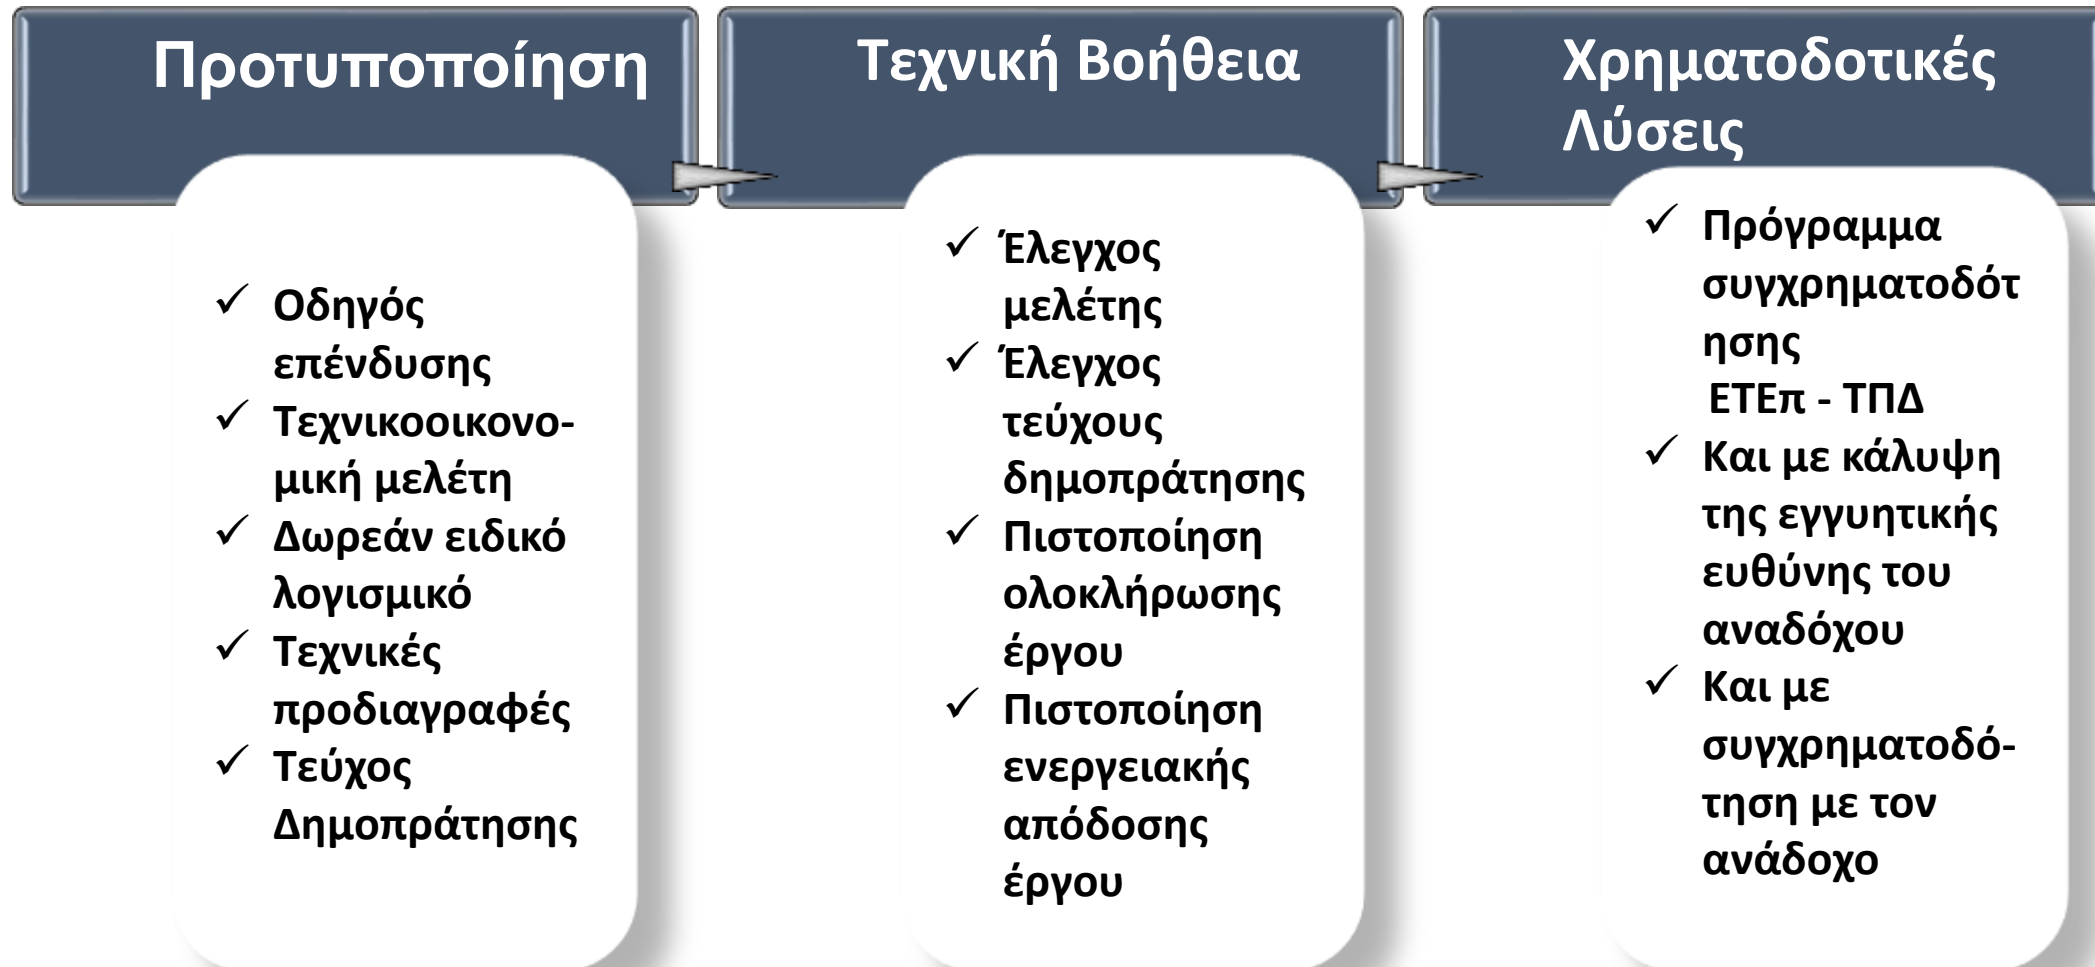 Προτυποποίηση
✓ Οδηγός
επένδυσης
✓ Τεχνικοοικονο-
μική μελέτη
✓ Δωρεάν ειδικό
λογισμικό
✓ Τεχνικές
προδιαγραφές
✓ Τεύχος
Δημοπράτησης
Τεχνική Βοήθεια
✓ Έλεγχος
μελέτης
✓ Έλεγχος
τεύχους
δημοπράτησης
✓ Πιστοποίηση
ολοκλήρωσης
έργου
✓ Πιστοποίηση
ενεργειακής
απόδοσης
έργου
Χρηματοδοτικές
Λύσεις
✓ Πρόγραμμα
συγχρηματοδότ
ησης
ΕΤΕπ - ΤΠΔ
✓ Και με κάλυψη
της εγγυητικής
ευθύνης του
αναδόχου
✓ Και με
συγχρηματοδό-
τηση με τον
ανάδοχο